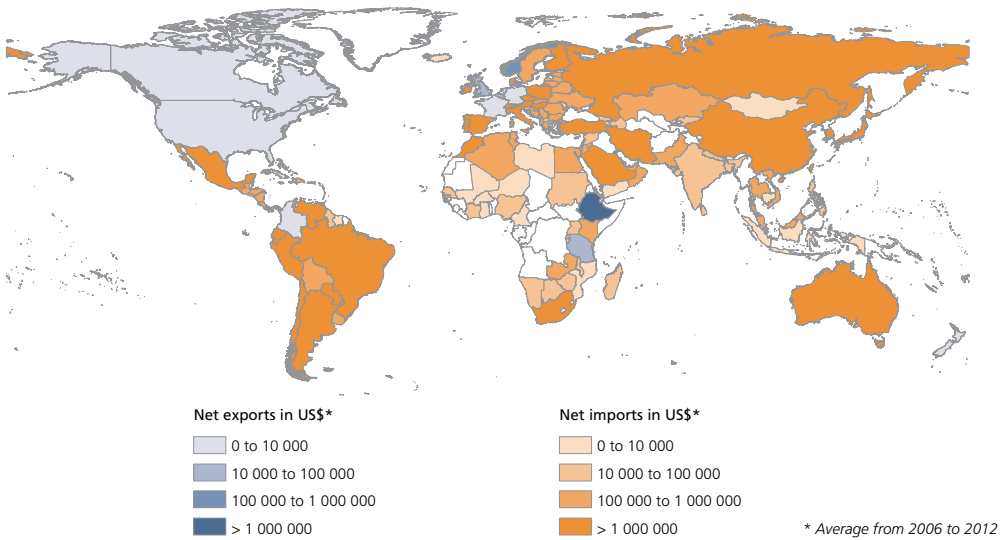 Net exports in US$*
0 to 10 000
10 000 to 100 000
100 000 to 1 000 000
> 1 000 000
Net imports in US$*
0 to 10 000
10 000 to 100 000
100 000 to 1 000 000
> 1 000 000
* Average from 2006 to 2012